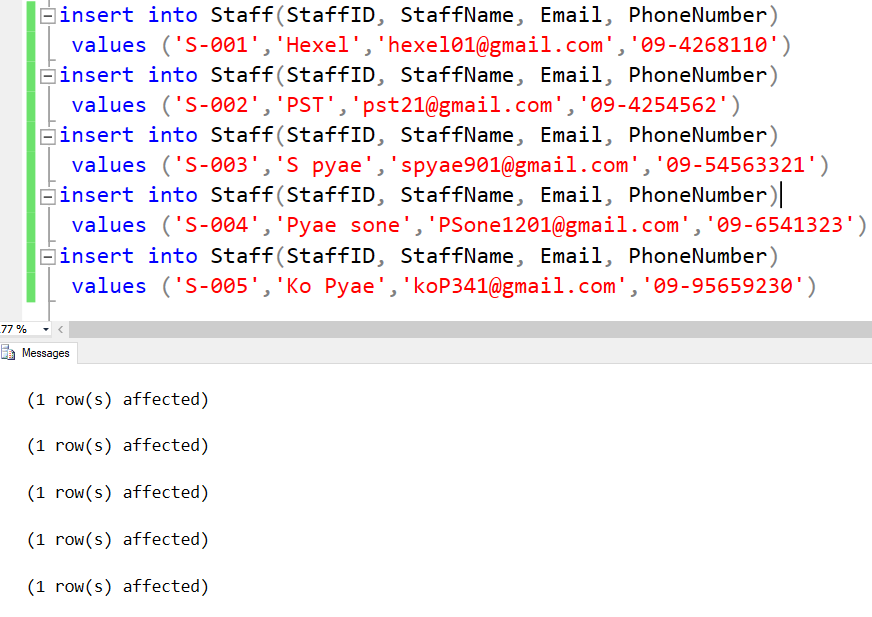 insert into Staff(StaffID, StaffName, Email, PhoneNumber)
values ('S-001','Hexel','hexel01@gmail.com','09-4268110')
insert into Staff(StaffID, StaffName, Email, PhoneNumber)
values ('S-002','PST','pst21@gmail.com','09-4254562')
insert into Staff(StaffID, StaffName, Email, PhoneNumber)
values ('S-003','S pyae','spyae901@gmail.com','09-54563321')
insert into Staff(StaffID, StaffName, Email, PhoneNumber)
values ('S-004','Pyae sone','PSone1201@gmail.com','09-6541323')
insert into Staff(StaffID, StaffName, Email, PhoneNumber)
values ('S-005','Ko Pyae','koP341@gmail.com','09-95659230')
77 %
Messages
(1 row(s) affected)
(1 row(s) affected)
(1 row(s) affected)
(1 row(s) affected)
(1 row(s) affected)